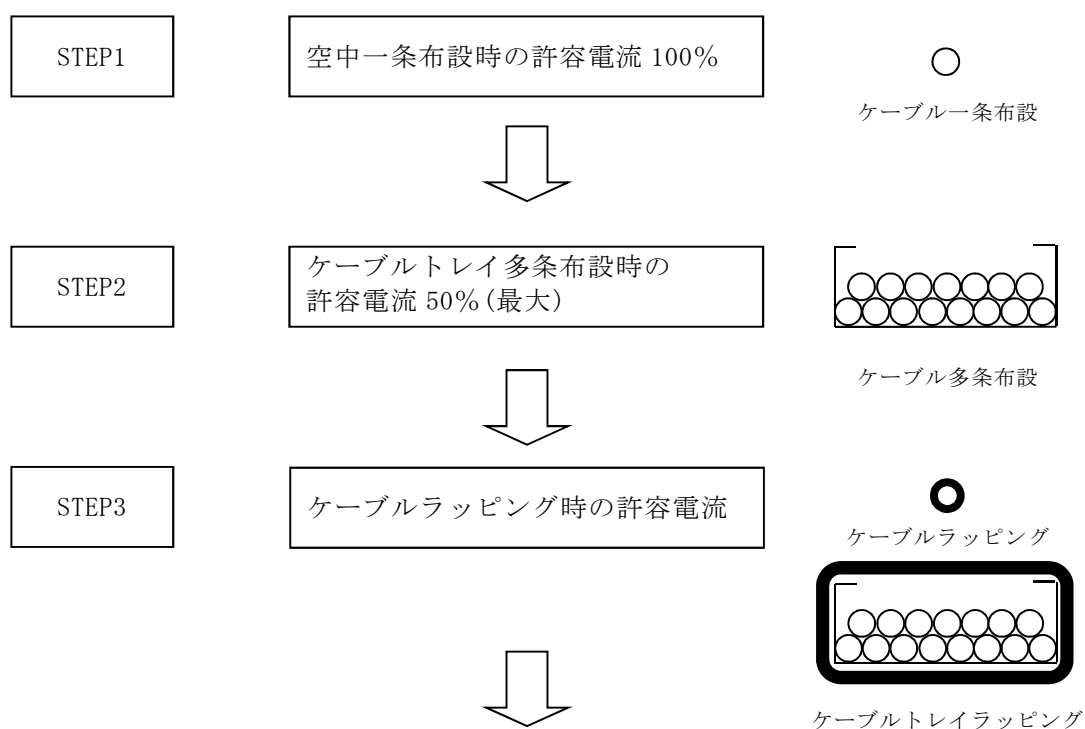 STEP1
空中一条布設時の許容電流 100％
ケーブル一条布設
STEP2
ケーブルトレイ多条布設時の
許容電流 50％(最大)
ケーブル多条布設
STEP3
ケーブルラッピング時の許容電流
ケーブルラッピング
ケーブルトレイラッピング